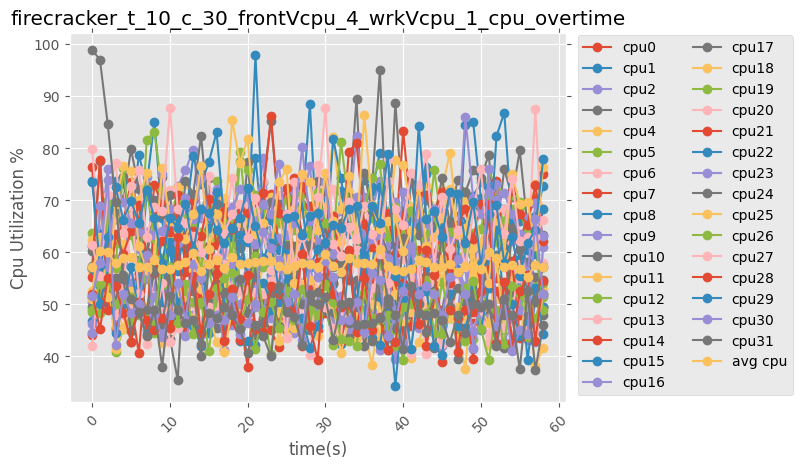 firecracker_t_10_c_30_frontVcpu_4_wrkVcpu_1_cpu_overtime
100
90
80
70
60
50
40
Cpu Utilization %
0
10
20
30
40
50
60
time(s)
cpu0
cpu1
cpu2
cpu3
cpu4
cpu5
cpu6
cpu7
cpu8
cpu9
cpu10
cpu11
cpu12
cpu13
cpu14
cpu15
cpu16
cpu17
cpu18
cpu19
cpu20
cpu21
cpu22
cpu23
cpu24
cpu25
cpu26
cpu27
cpu28
cpu29
cpu30
cpu31
avg cpu